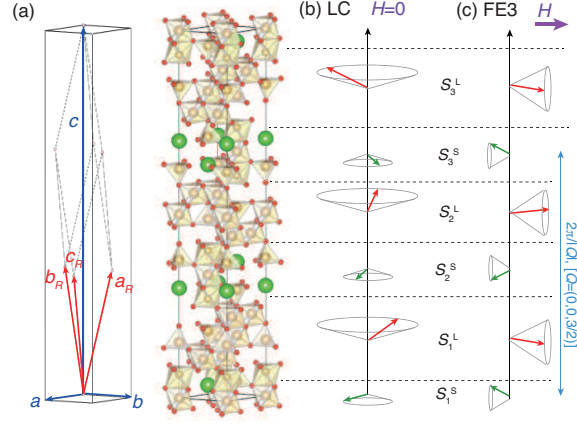 (a)
(b) LC H=0
(c) FE3 H
c
b_R
c_R
a_R
a
b
S_3^L
S_3^S
S_2^L
S_2^S
S_1^L
S_1^S
2π/|Q|, [Q=(0,0,3/2)]